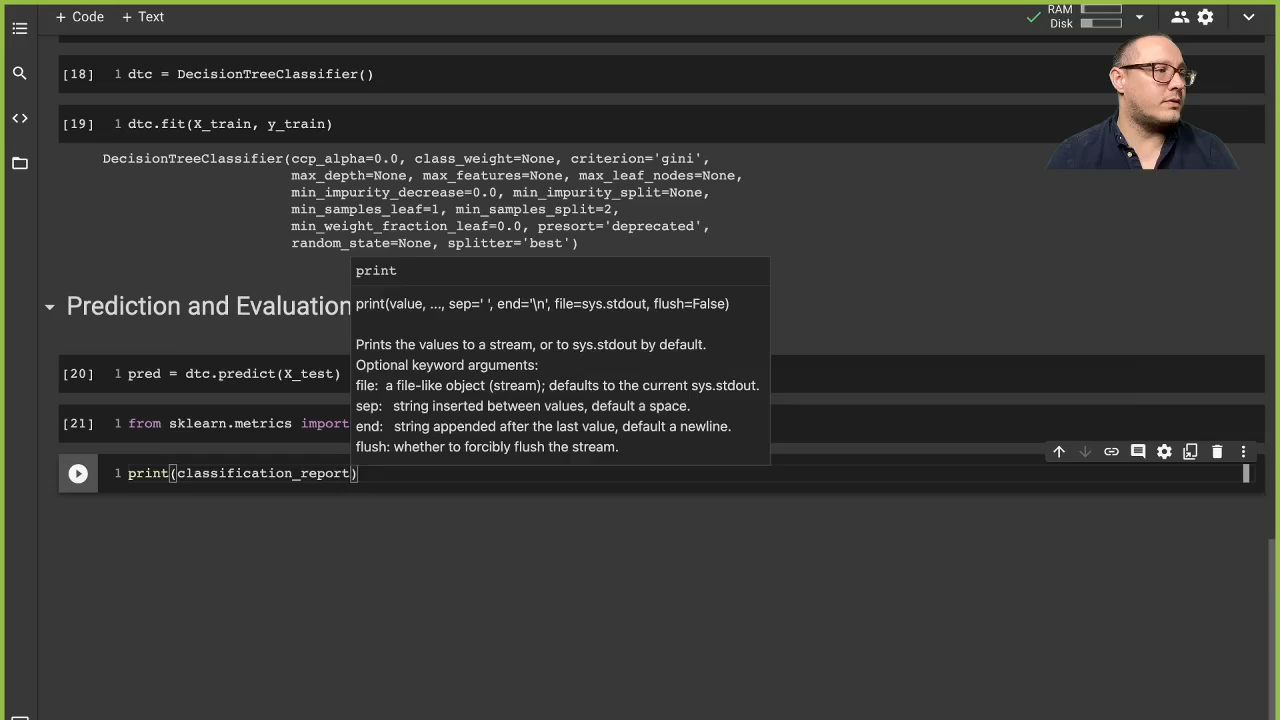 + Code + Text
RAM
Disk
[18] 1 dtc = DecisionTreeClassifier()
[19] 1 dtc.fit(X_train, y_train)
DecisionTreeClassifier(ccp_alpha=0.0, class_weight=None, criterion='gini',
max_depth=None, max_features=None, max_leaf_nodes=None,
min_impurity_decrease=0.0, min_impurity_split=None,
min_samples_leaf=1, min_samples_split=2,
min_weight_fraction_leaf=0.0, presort='deprecated',
random_state=None, splitter='best')
print
Prediction and Evaluation
print(value, ..., sep=' ', end='\n', file=sys.stdout, flush=False)
Prints the values to a stream, or to sys.stdout by default.
Optional keyword arguments:
file: a file-like object (stream); defaults to the current sys.stdout.
sep: string inserted between values, default a space.
end: string appended after the last value, default a newline.
flush: whether to forcibly flush the stream.
[20] 1 pred = dtc.predict(X_test)
[21] 1 from sklearn.metrics import
1 print(classification_report)